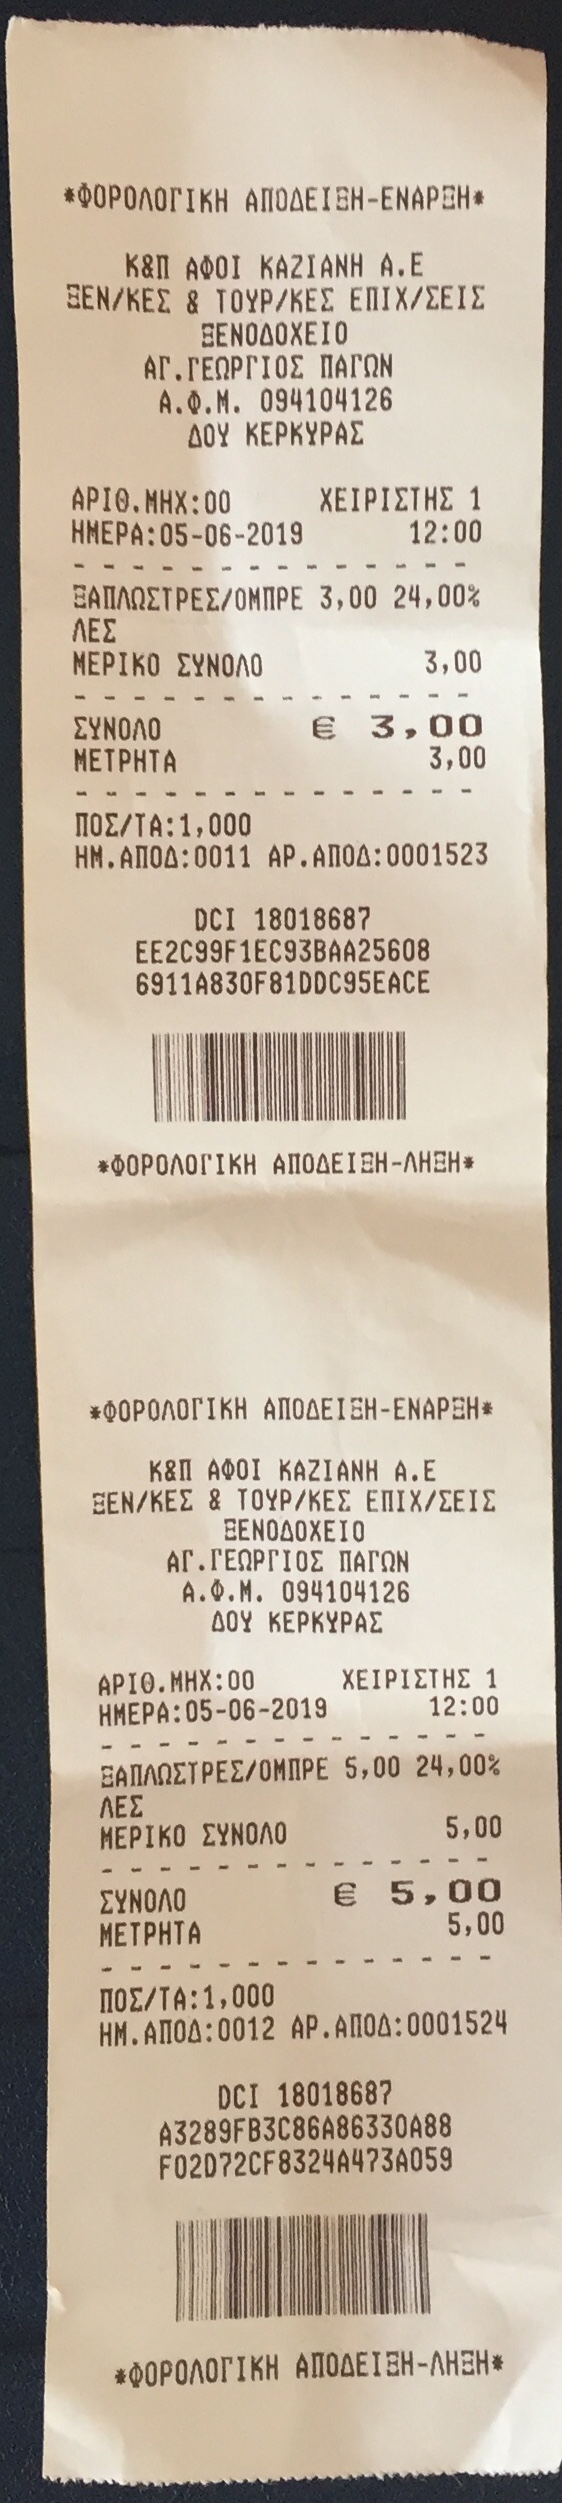 *ΦΟΡΟΛΟΓΙΚΗ ΑΠΟΔΕΙΞΗ-ΕΝΑΡΞΗ*
Κ&Π ΑΦΟΙ ΚΑΖΙΑΝΗ Α.Ε
ΞΕΝ/ΚΕΣ & ΤΟΥΡ/ΚΕΣ ΕΠΙΧ/ΣΕΙΣ
ΞΕΝΟΔΟΧΕΙΟ
ΑΓ.ΓΕΩΡΓΙΟΣ ΠΑΓΩΝ
Α.Φ.Μ. 094104126
ΔΟΥ ΚΕΡΚΥΡΑΣ
ΑΡΙΘ.ΜΗΧ:00 ΧΕΙΡΙΣΤΗΣ 1
ΗΜΕΡΑ:05-06-2019 12:00
- - - - - - - - - - - - - -
ΞΑΠΛΩΣΤΡΕΣ/ΟΜΠΡΕ 3,00 24,00%
ΛΕΣ
ΜΕΡΙΚΟ ΣΥΝΟΛΟ 3,00
- - - - - - - - - - - - - -
ΣΥΝΟΛΟ € 3,00
ΜΕΤΡΗΤΑ 3,00
- - - - - - - - - - - - - -
ΠΟΣ/ΤΑ:1,000
ΗΜ.ΑΠΟΔ:0011 ΑΡ.ΑΠΟΔ:0001523
DCI 18018687
EE2C99F1EC93BAA25608
6911A830F81DDC95EACE
*ΦΟΡΟΛΟΓΙΚΗ ΑΠΟΔΕΙΞΗ-ΛΗΞΗ*
*ΦΟΡΟΛΟΓΙΚΗ ΑΠΟΔΕΙΞΗ-ΕΝΑΡΞΗ*
Κ&Π ΑΦΟΙ ΚΑΖΙΑΝΗ Α.Ε
ΞΕΝ/ΚΕΣ & ΤΟΥΡ/ΚΕΣ ΕΠΙΧ/ΣΕΙΣ
ΞΕΝΟΔΟΧΕΙΟ
ΑΓ.ΓΕΩΡΓΙΟΣ ΠΑΓΩΝ
Α.Φ.Μ. 094104126
ΔΟΥ ΚΕΡΚΥΡΑΣ
ΑΡΙΘ.ΜΗΧ:00 ΧΕΙΡΙΣΤΗΣ 1
ΗΜΕΡΑ:05-06-2019 12:00
- - - - - - - - - - - - - -
ΞΑΠΛΩΣΤΡΕΣ/ΟΜΠΡΕ 5,00 24,00%
ΛΕΣ
ΜΕΡΙΚΟ ΣΥΝΟΛΟ 5,00
- - - - - - - - - - - - - -
ΣΥΝΟΛΟ € 5,00
ΜΕΤΡΗΤΑ 5,00
- - - - - - - - - - - - - -
ΠΟΣ/ΤΑ:1,000
ΗΜ.ΑΠΟΔ:0012 ΑΡ.ΑΠΟΔ:0001524
DCI 18018687
A3289FB3C86A86330A88
F02D72CF8324A473A059
*ΦΟΡΟΛΟΓΙΚΗ ΑΠΟΔΕΙΞΗ-ΛΗΞΗ*